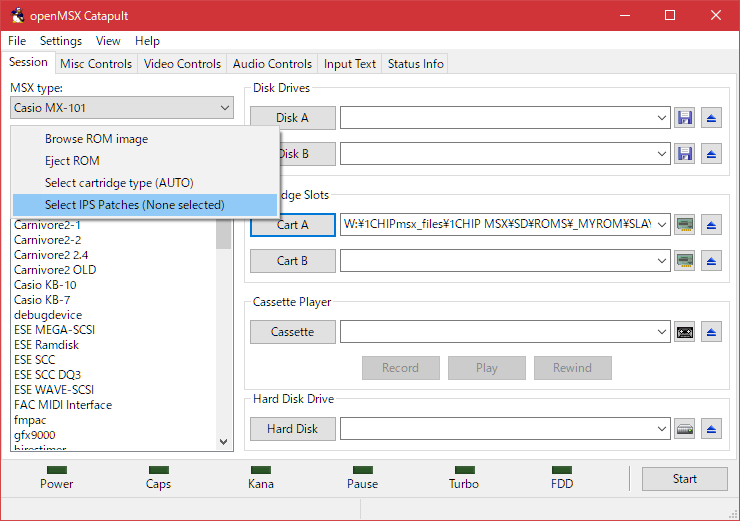 openMSX Catapult
File Settings View Help
Session Misc Controls Video Controls Audio Controls Input Text Status Info
MSX type:
Casio MX-101
Browse ROM image
Eject ROM
Select cartridge type (AUTO)
Select IPS Patches (None selected)
Carnivore2-1
Carnivore2-2
Carnivore2 2.4
Carnivore2 OLD
Casio KB-10
Casio KB-7
debugdevice
ESE MEGA-SCSI
ESE Ramdisk
ESE SCC
ESE SCC DQ3
ESE WAVE-SCSI
FAC MIDI Interface
fmpac
gfx9000
hirestimer
Disk Drives
Disk A
Disk B
dge Slots
Cart A W:¥1CHIPmsx_files¥1CHIP MSX¥SD¥ROMS¥_MYROM¥SLA
Cart B
Cassette Player
Cassette
Record Play Rewind
Hard Disk Drive
Hard Disk
Power Caps Kana Pause Turbo FDD Start